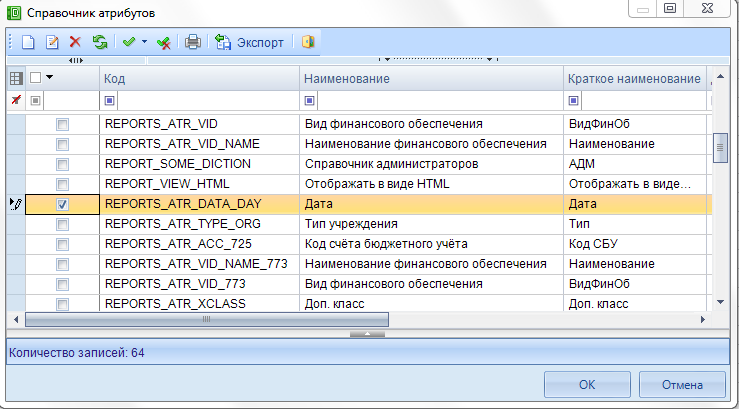 Справочник атрибутов
Экспорт
Код Наименование Краткое наименование
REPORTS_ATR_VID Вид финансового обеспечения ВидФинОб
REPORTS_ATR_VID_NAME Наименование финансового обеспечения Наименование
REPORT_SOME_DICTION Справочник администраторов АДМ
REPORT_VIEW_HTML Отображать в виде HTML Отображать в виде...
REPORTS_ATR_DATA_DAY Дата Дата
REPORTS_ATR_TYPE_ORG Тип учреждения Тип
REPORTS_ATR_ACC_725 Код счёта бюджетного учёта Код СБУ
REPORTS_ATR_VID_NAME_773 Наименование финансового обеспечения Наименование
REPORTS_ATR_VID_773 Вид финансового обеспечения ВидФинОб
REPORTS_ATR_XCLASS Доп. класс Доп. класс
Количество записей: 64
ОК Отмена